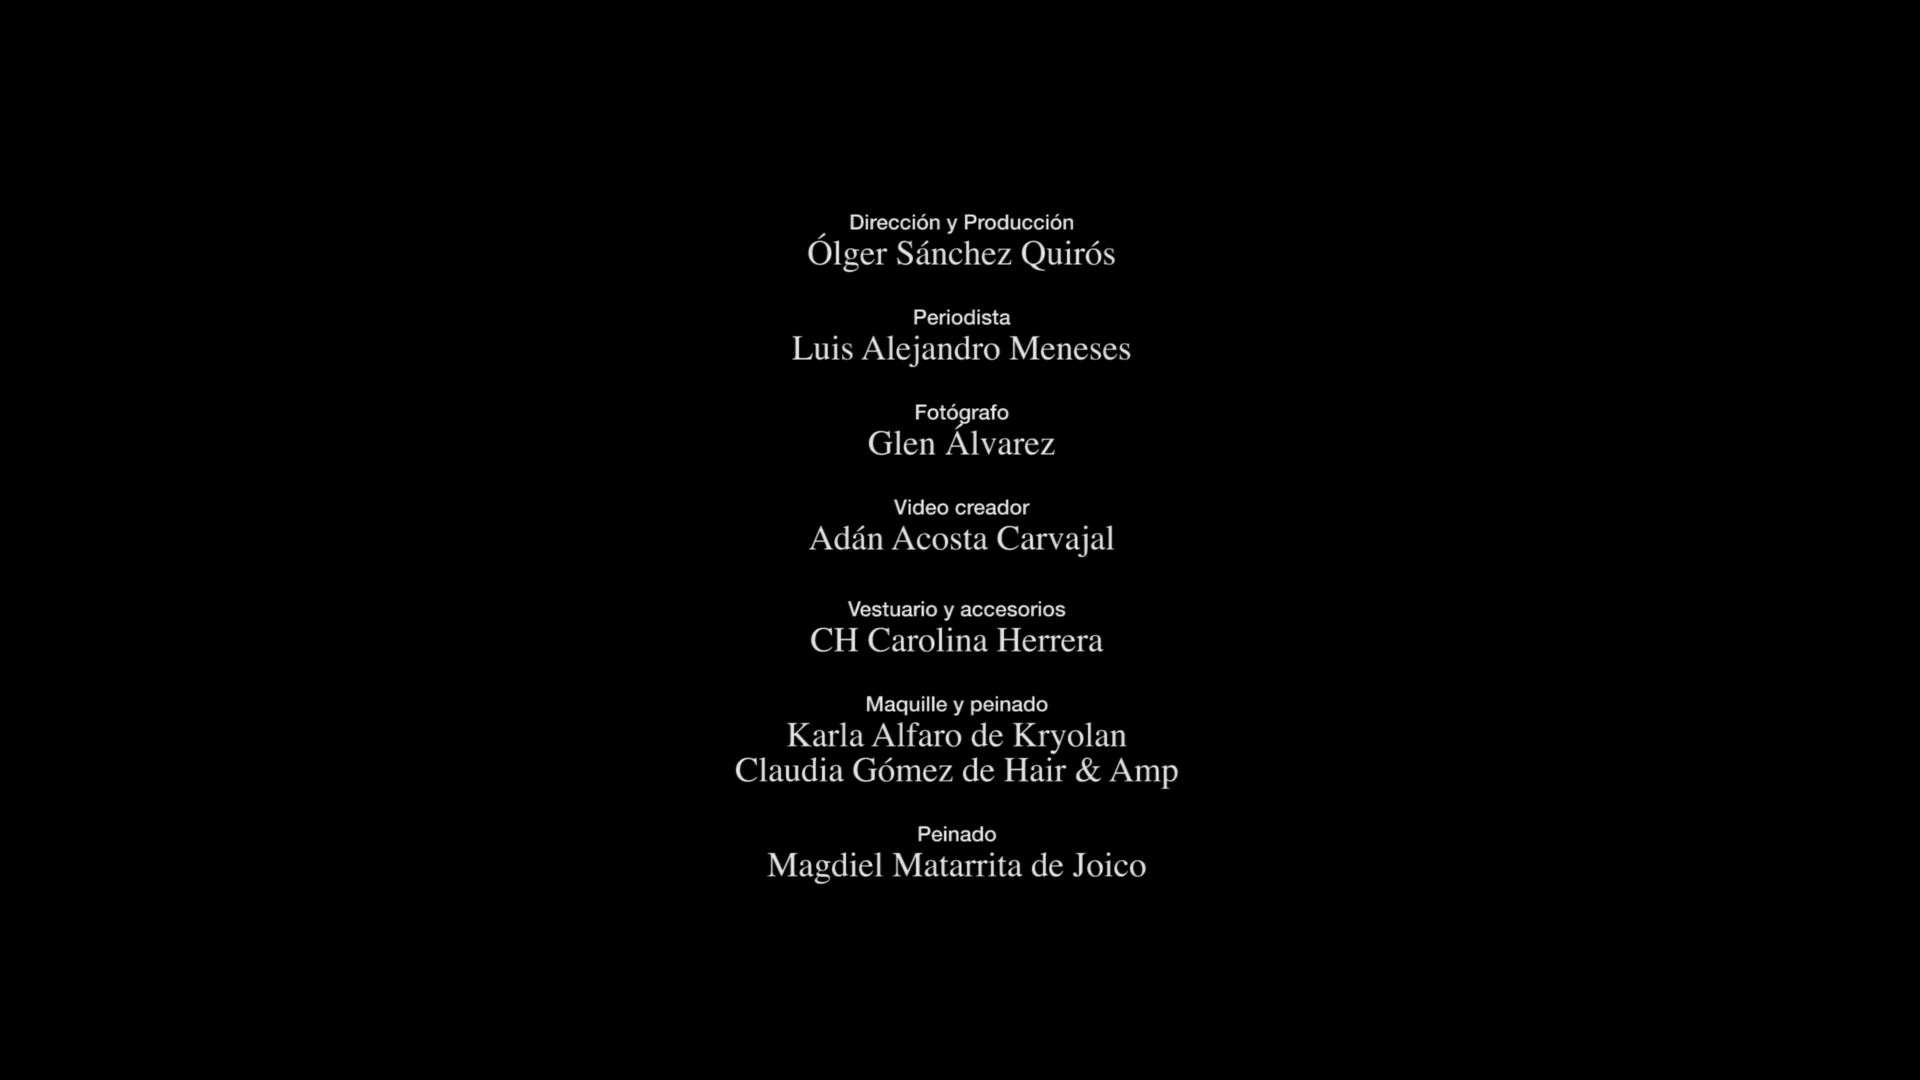 Dirección y Producción
Ólger Sánchez Quirós
Periodista
Luis Alejandro Meneses
Fotógrafo
Glen Álvarez
Video creador
Adán Acosta Carvajal
Vestuario y accesorios
CH Carolina Herrera
Maquille y peinado
Karla Alfaro de Kryolan
Claudia Gómez de Hair & Amp
Peinado
Magdiel Matarrita de Joico